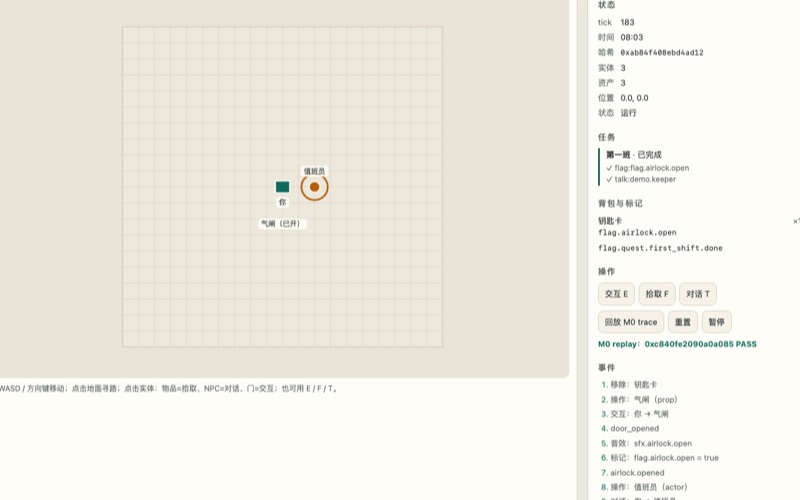 值班员
你
气闸（已开）
WASD / 方向键移动；点击地面寻路；点击实体：物品=拾取、NPC=对话、门=交互；也可用 E / F / T。
状态
tick 183
时间 08:03
哈希 0xab84f408ebd4ad12
实体 3
资产 3
位置 0.0, 0.0
状态 运行
任务
第一班 · 已完成
✓ flag:flag.airlock.open
✓ talk:demo.keeper
背包与标记
钥匙卡
flag.airlock.open
flag.quest.first_shift.done
操作
交互 E 拾取 F 对话 T
回放 M0 trace 重置 暂停
M0 replay: 0xc840fe2090a0a085 PASS
事件
1. 移除：钥匙卡
2. 操作：气闸（prop）
3. 交互：你 → 气闸
4. door_opened
5. 音效：sfx.airlock.open
6. 标记：flag.airlock.open = true
7. airlock.opened
8. 操作：值班员（actor）